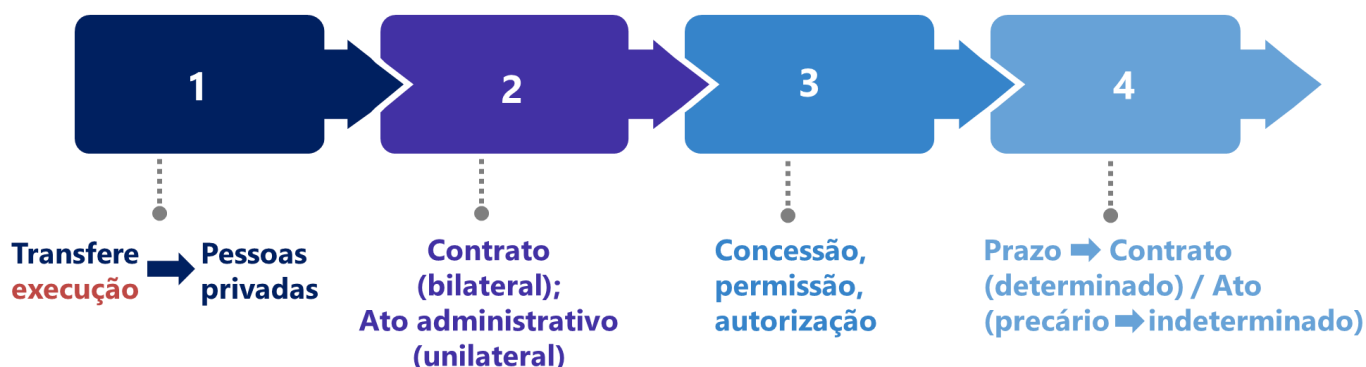 1
2
3
4
Transfere ➡ Pessoas
execução privadas
Contrato
(bilateral);
Ato administrativo
(unilateral)
Concessão,
permissão,
autorização
Prazo ➡ Contrato
(determinado) / Ato
(precário ➡ indeterminado)